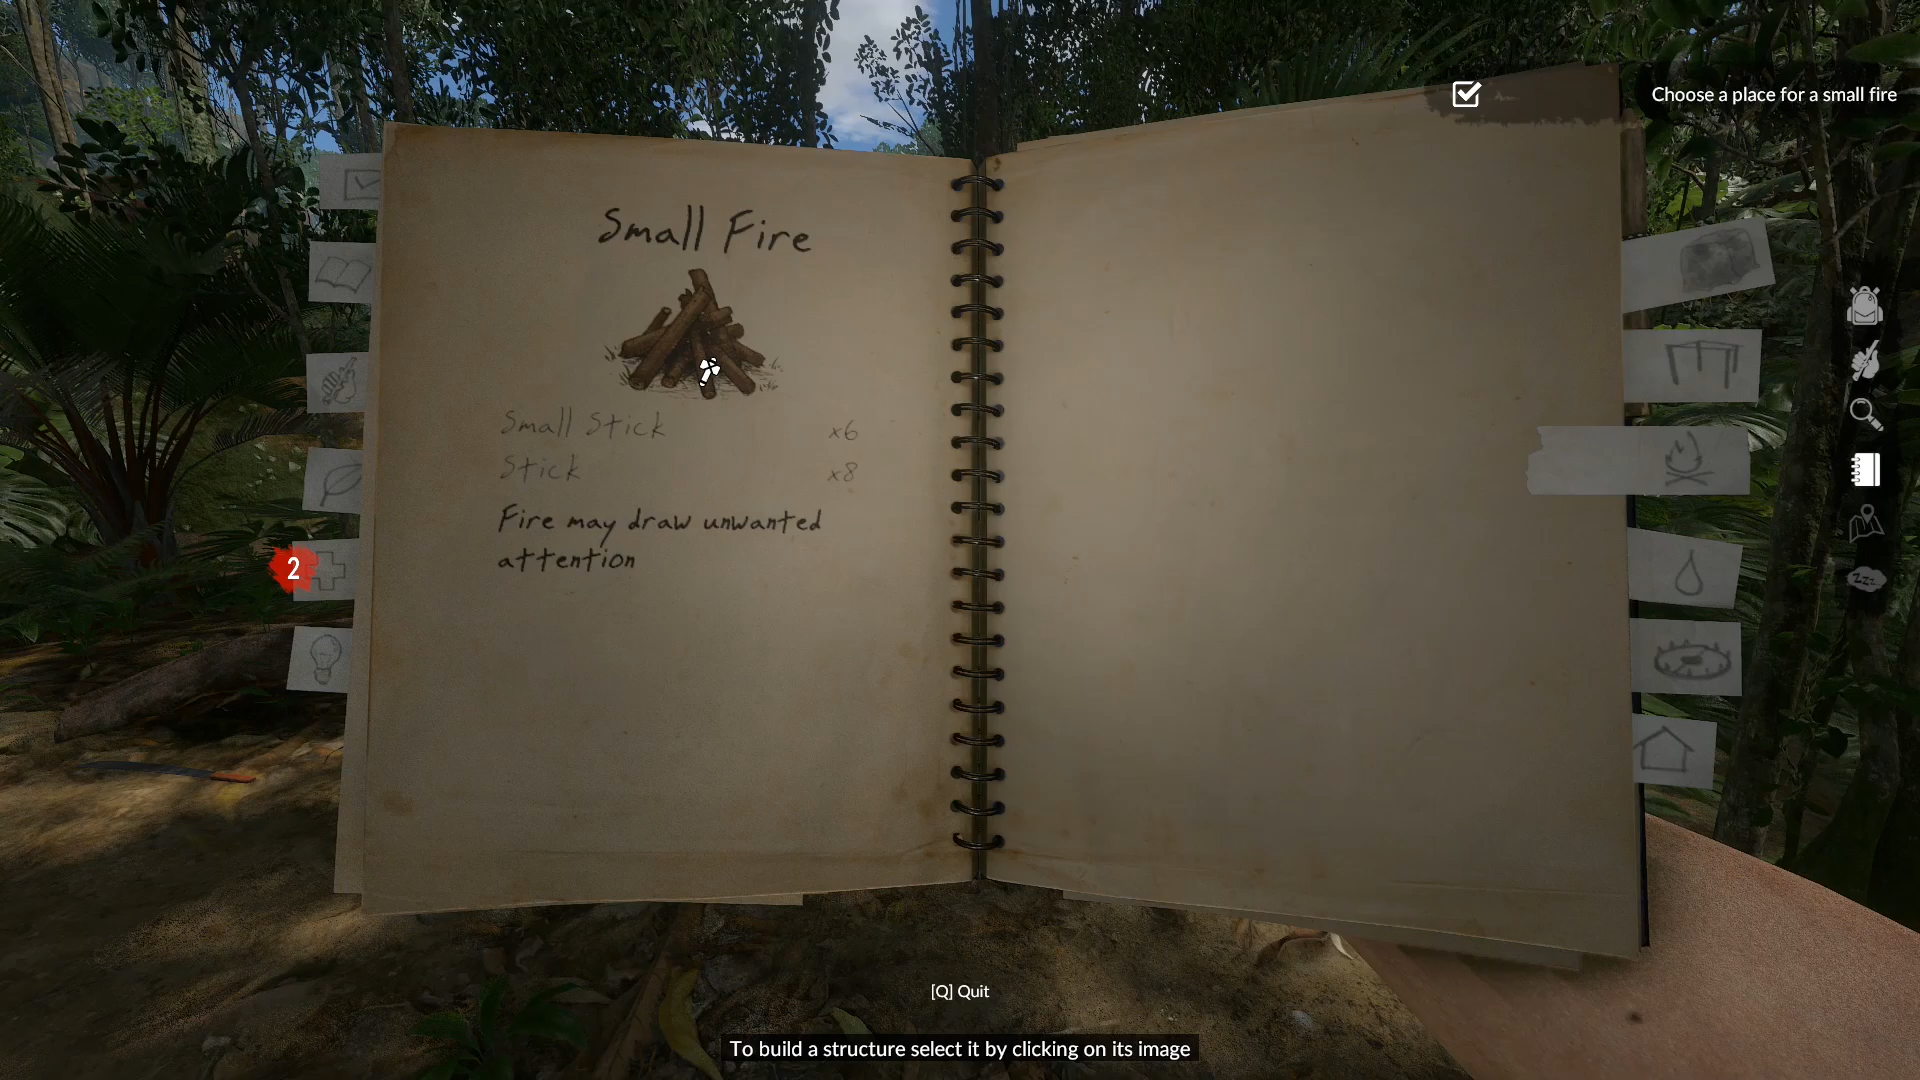 Choose a place for a small fire
Small Fire
Small Stick x6
Stick x8
Fire may draw unwanted
attention
2
zzz
[Q] Quit
To build a structure select it by clicking on its image